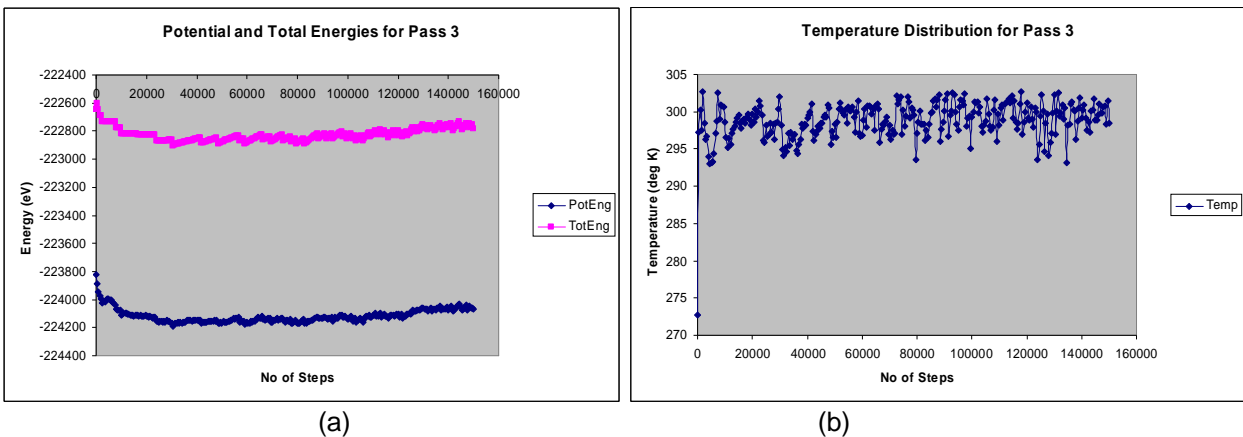 Potential and Total Energies for Pass 3
-222400
-222600
-222800
-223000
-223200
-223400
-223600
-223800
-224000
-224200
-224400
0 20000 40000 60000 80000 100000 120000 140000 160000
Energy (eV)
No of Steps
PotEng
TotEng
(a)
Temperature Distribution for Pass 3
305
300
295
290
285
280
275
270
0 20000 40000 60000 80000 100000 120000 140000 160000
Temperature (deg K)
No of Steps
Temp
(b)